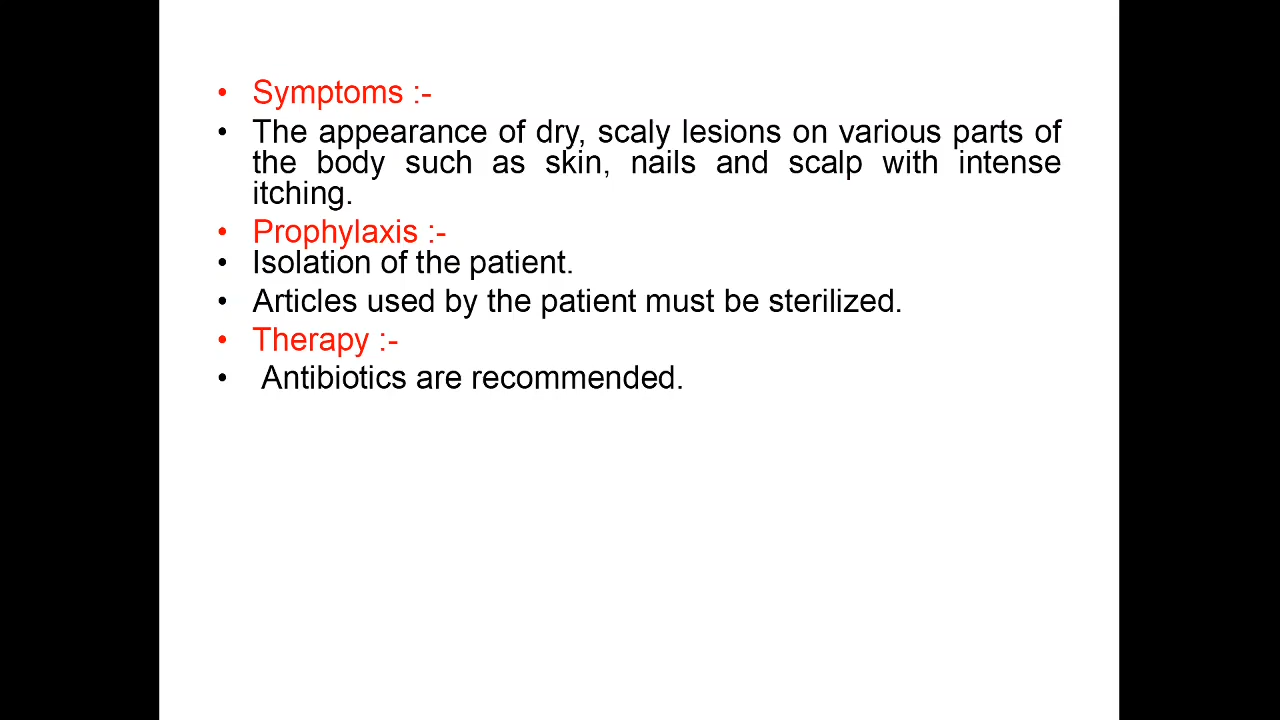 • Symptoms :-
• The appearance of dry, scaly lesions on various parts of
the body such as skin, nails and scalp with intense
itching.
• Prophylaxis :-
• Isolation of the patient.
• Articles used by the patient must be sterilized.
• Therapy :-
• Antibiotics are recommended.